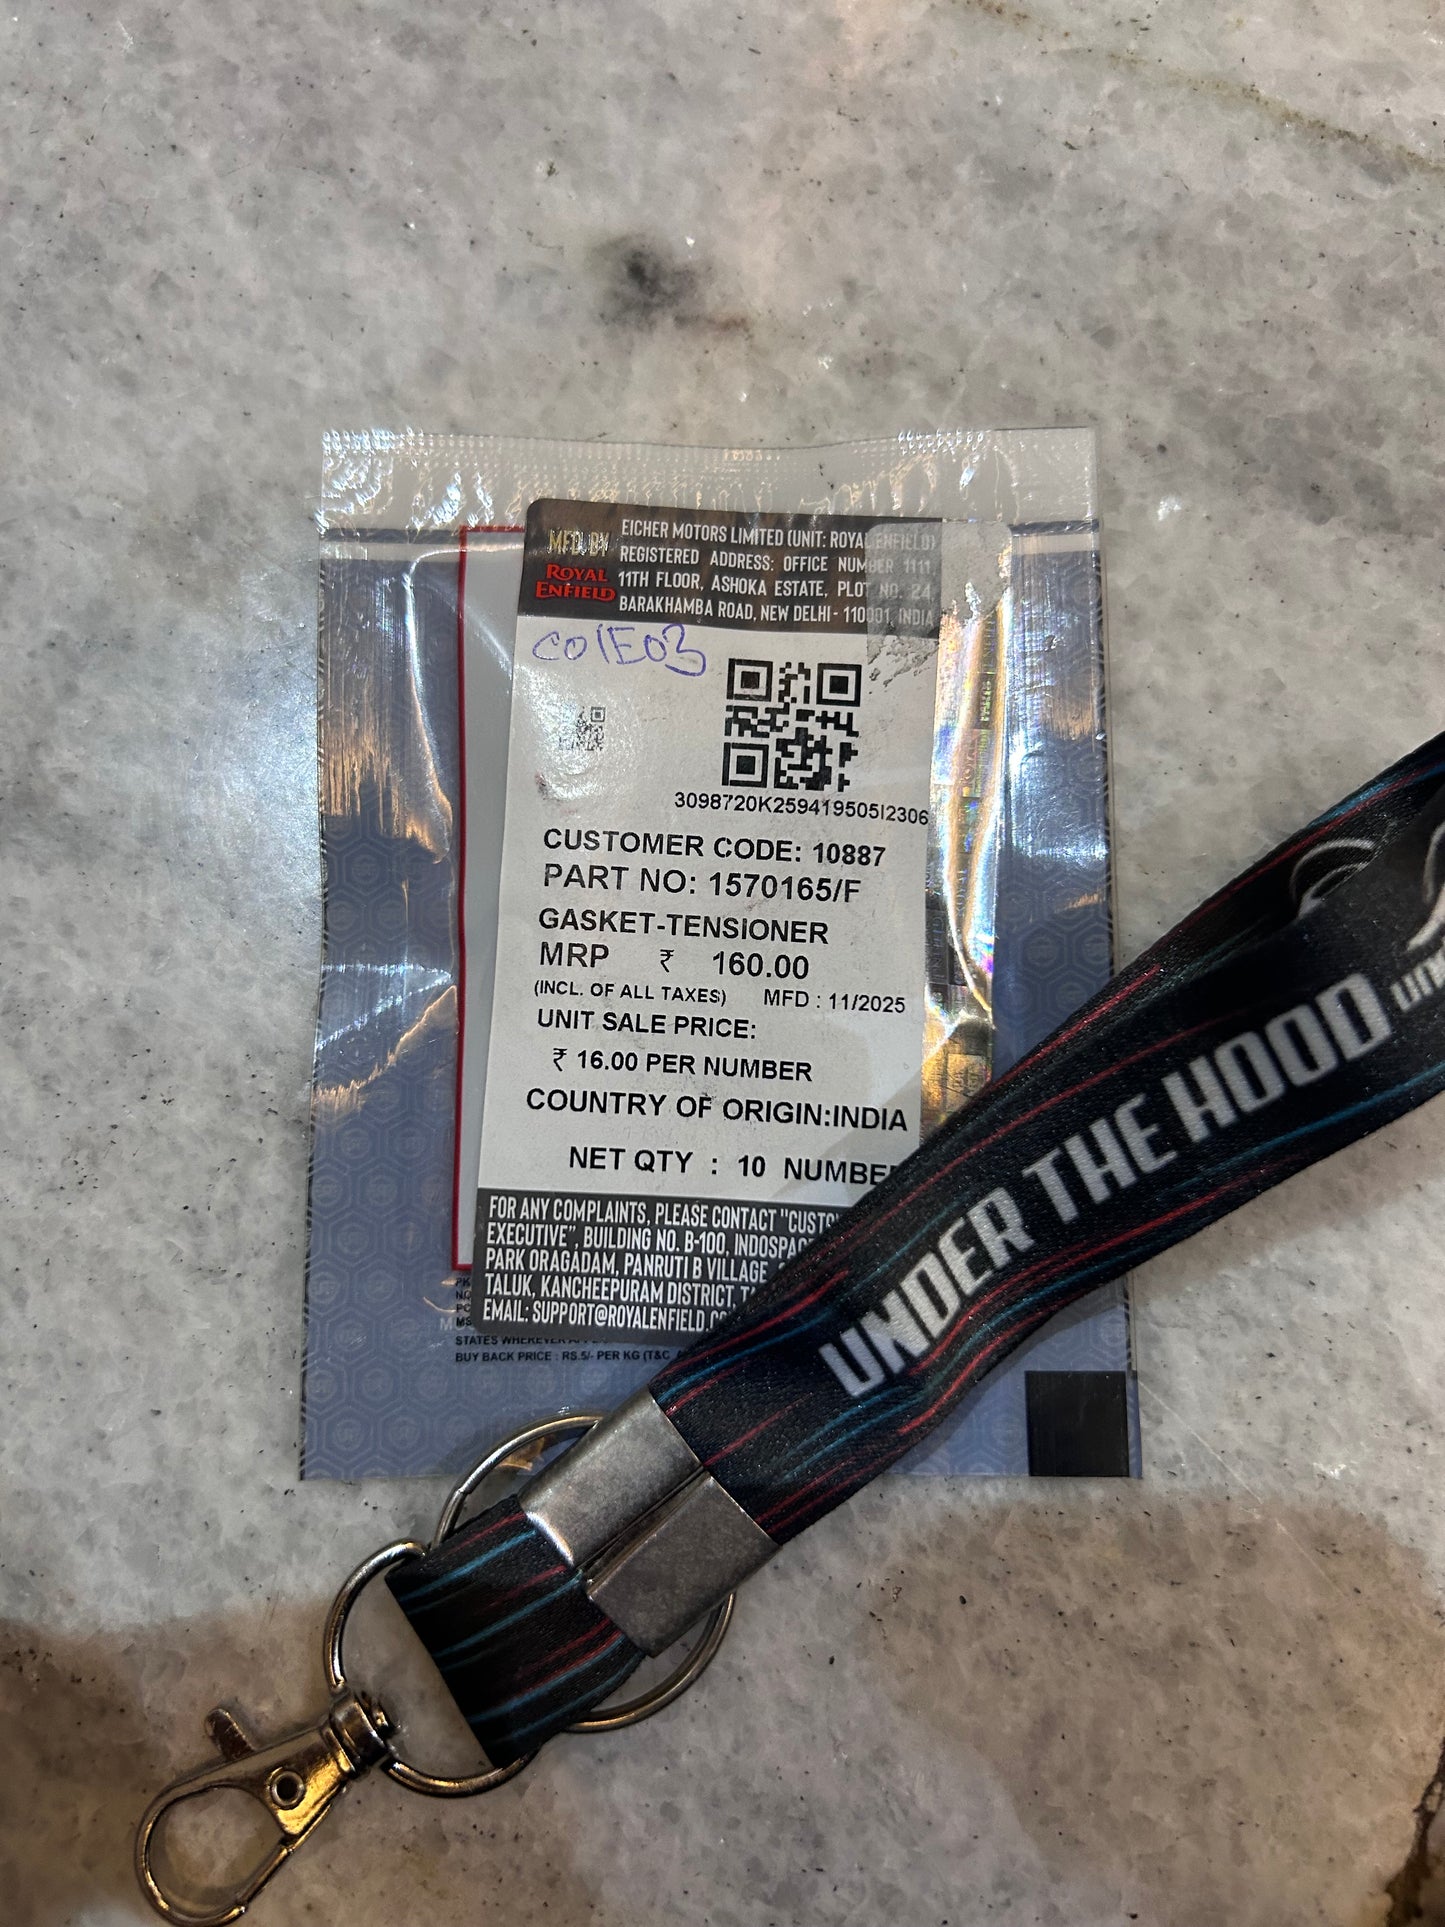 MFD. BY
ROYAL
ENFIELD
EICHER MOTORS LIMITED (UNIT: ROYAL ENFIELD)
REGISTERED ADDRESS: OFFICE NUMBER 1111
11TH FLOOR, ASHOKA ESTATE, PLOT NO. 24
BARAKHAMBA ROAD, NEW DELHI - 110001, INDIA
C01E03
3098720K259419505I2306
CUSTOMER CODE: 10887
PART NO: 1570165/F
GASKET-TENSIONER
MRP ₹ 160.00
(INCL. OF ALL TAXES) MFD : 11/2025
UNIT SALE PRICE:
₹ 16.00 PER NUMBER
COUNTRY OF ORIGIN:INDIA
NET QTY : 10 NUMBE
FOR ANY COMPLAINTS, PLEASE CONTACT "CUSTO
EXECUTIVE", BUILDING NO. B-100, INDOSPAC
PARK ORAGADAM, PANRUTI B VILLAGE,
TALUK, KANCHEEPURAM DISTRICT,
EMAIL: SUPPORT@ROYALENFIELD.C
STATES WHEREVER
BUY BACK PRICE : RS.5/- PER KG (T&C
UNDER THE HOOD